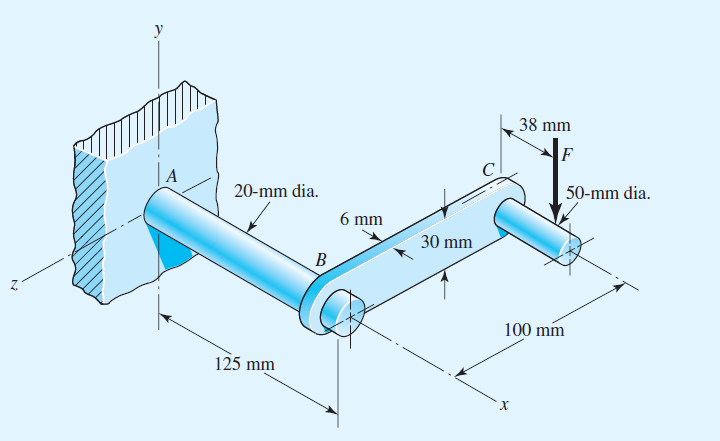 y
38 mm
F
C
A
20-mm dia.
50-mm dia.
6 mm
30 mm
B
z
100 mm
125 mm
x